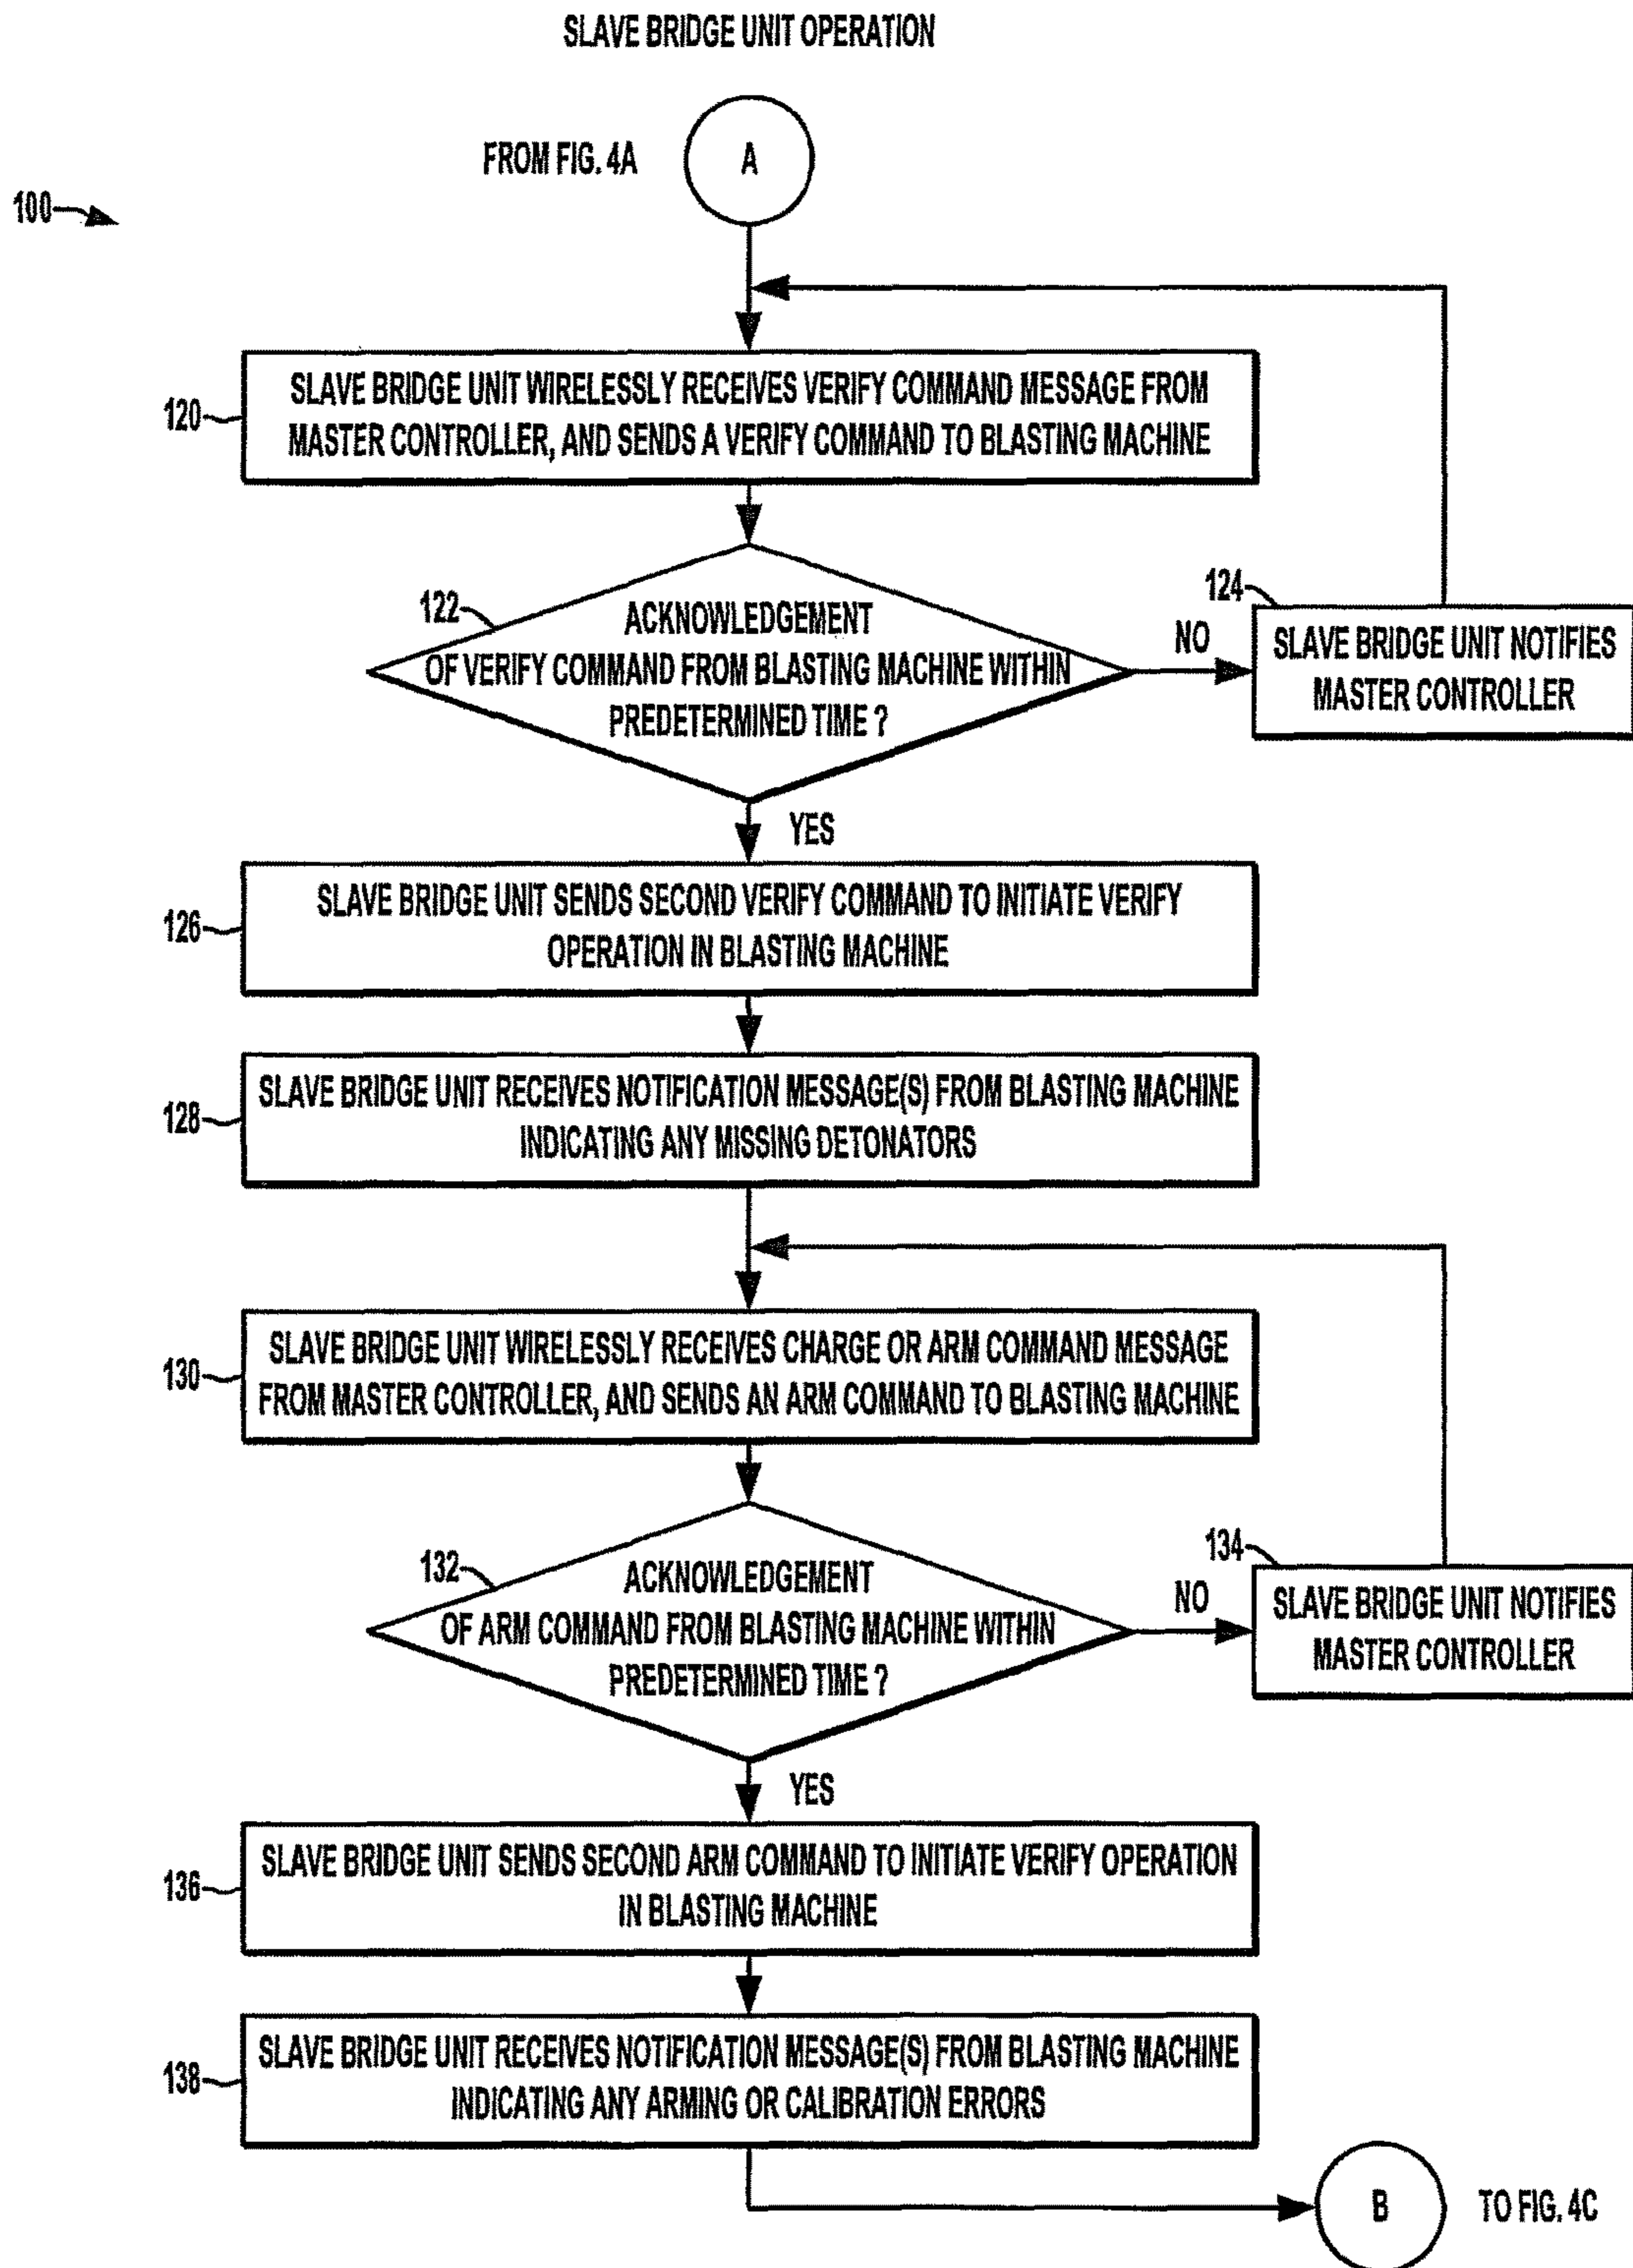 SLAVE BRIDGE UNIT OPERATION
FROM FIG. 4A
A
100
120
SLAVE BRIDGE UNIT WIRELESSLY RECEIVES VERIFY COMMAND MESSAGE FROM
MASTER CONTROLLER, AND SENDS A VERIFY COMMAND TO BLASTING MACHINE
122
ACKNOWLEDGEMENT
OF VERIFY COMMAND FROM BLASTING MACHINE WITHIN
PREDETERMINED TIME ?
NO
124
SLAVE BRIDGE UNIT NOTIFIES
MASTER CONTROLLER
YES
126
SLAVE BRIDGE UNIT SENDS SECOND VERIFY COMMAND TO INITIATE VERIFY
OPERATION IN BLASTING MACHINE
128
SLAVE BRIDGE UNIT RECEIVES NOTIFICATION MESSAGE(S) FROM BLASTING MACHINE
INDICATING ANY MISSING DETONATORS
130
SLAVE BRIDGE UNIT WIRELESSLY RECEIVES CHARGE OR ARM COMMAND MESSAGE
FROM MASTER CONTROLLER, AND SENDS AN ARM COMMAND TO BLASTING MACHINE
132
ACKNOWLEDGEMENT
OF ARM COMMAND FROM BLASTING MACHINE WITHIN
PREDETERMINED TIME ?
NO
134
SLAVE BRIDGE UNIT NOTIFIES
MASTER CONTROLLER
YES
136
SLAVE BRIDGE UNIT SENDS SECOND ARM COMMAND TO INITIATE VERIFY OPERATION
IN BLASTING MACHINE
138
SLAVE BRIDGE UNIT RECEIVES NOTIFICATION MESSAGE(S) FROM BLASTING MACHINE
INDICATING ANY ARMING OR CALIBRATION ERRORS
B
TO FIG. 4C